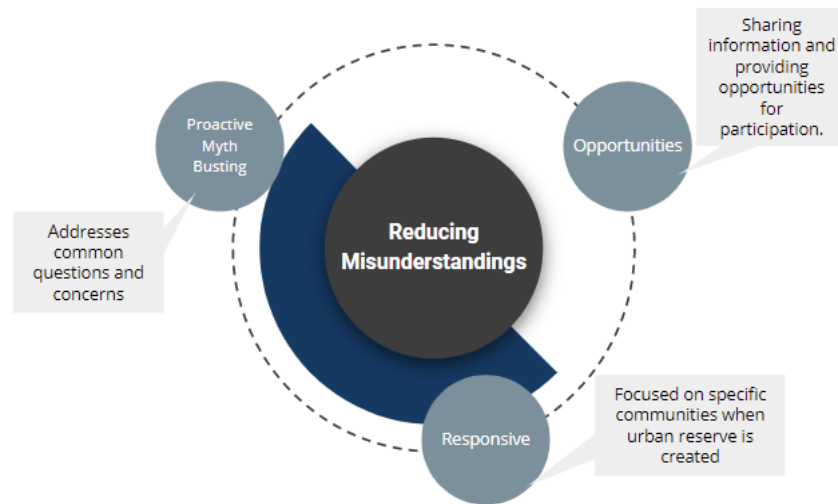 Sharing
information and
providing
opportunities
for
participation.
Proactive
Myth
Busting
Opportunities
Addresses
common
questions and
concerns
Reducing
Misunderstandings
Responsive
Focused on specific
communities when
urban reserve is
created